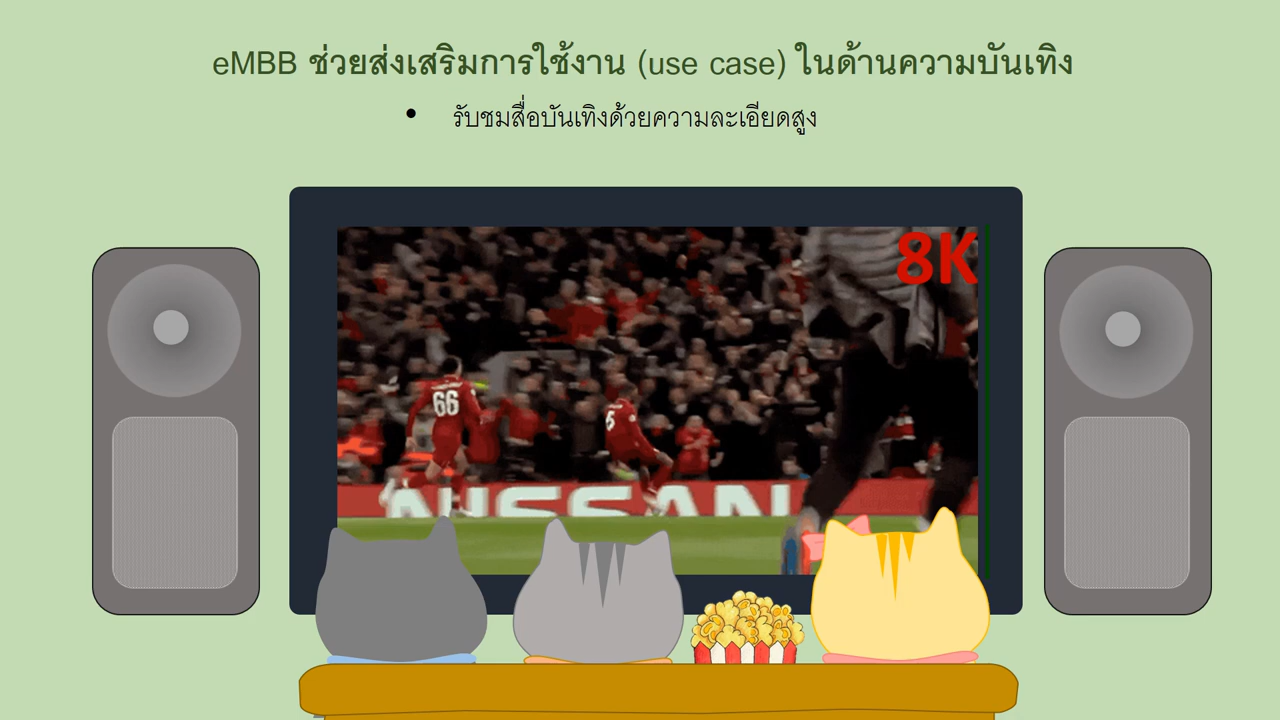 eMBB ช่วยส่งเสริมการใช้งาน (use case) ในด้านความบันเทิง
• รับชมสื่อบันเทิงด้วยความละเอียดสูง
8K
66
5
NISSAN